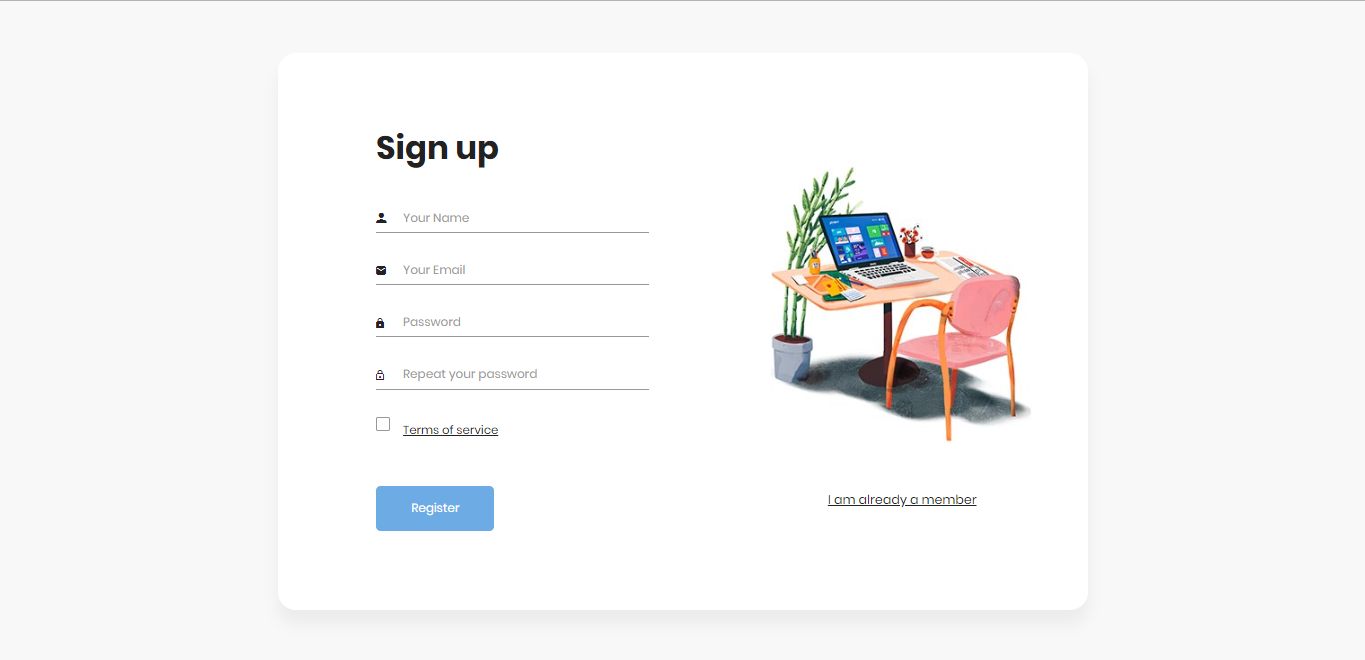 Sign up
Your Name
Your Email
Password
Repeat your password
Terms of service
Register
I am already a member